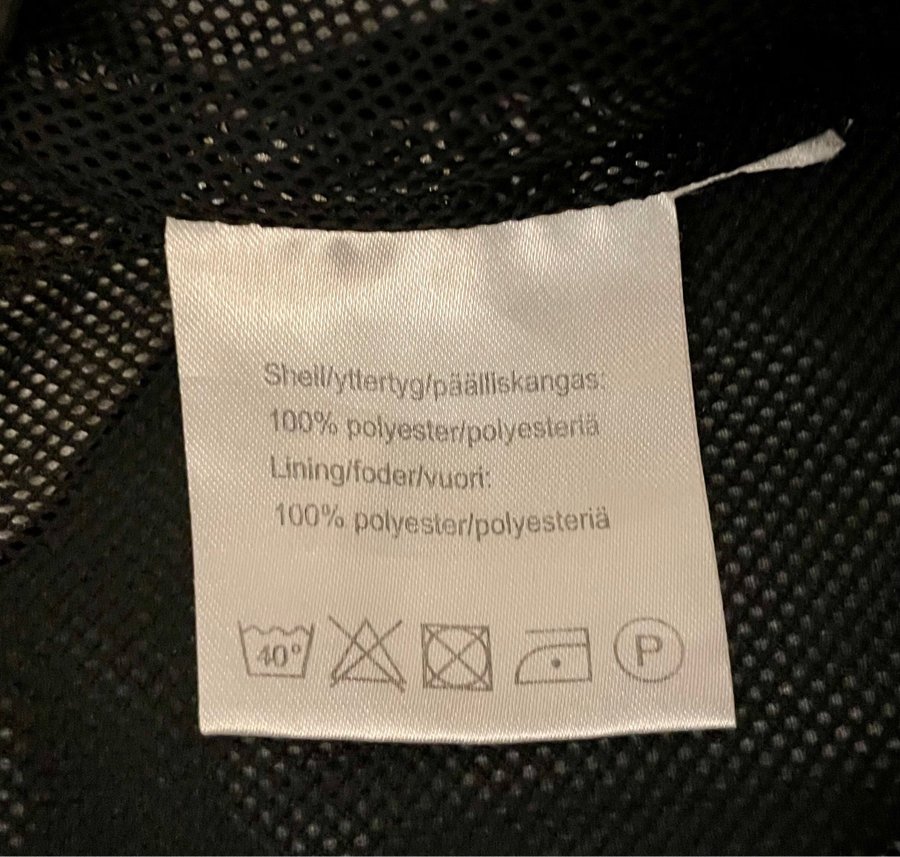 Shell/yttertyg/päälliskangas:
100% polyester/polyesteriä
Lining/foder/vuori:
100% polyester/polyesteriä
40° P